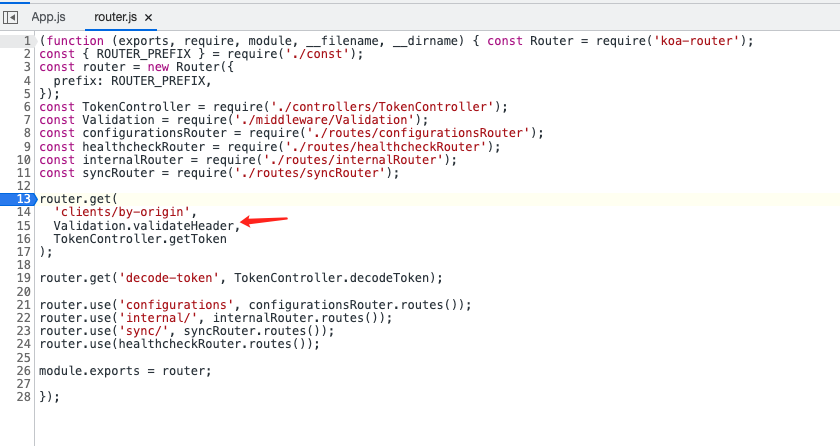 App.js router.js ×
1 (function (exports, require, module, __filename, __dirname) { const Router = require('koa-router');
2 const { ROUTER_PREFIX } = require('./const');
3 const router = new Router({
4   prefix: ROUTER_PREFIX,
5 });
6 const TokenController = require('./controllers/TokenController');
7 const Validation = require('./middleware/Validation');
8 const configurationsRouter = require('./routes/configurationsRouter');
9 const healthcheckRouter = require('./routes/healthcheckRouter');
10 const internalRouter = require('./routes/internalRouter');
11 const syncRouter = require('./routes/syncRouter');
12
13 router.get(
14   'clients/by-origin',
15   Validation.validateHeader,
16   TokenController.getToken
17 );
18
19 router.get('decode-token', TokenController.decodeToken);
20
21 router.use('configurations', configurationsRouter.routes());
22 router.use('internal/', internalRouter.routes());
23 router.use('sync/', syncRouter.routes());
24 router.use(healthcheckRouter.routes());
25
26 module.exports = router;
27
28 });